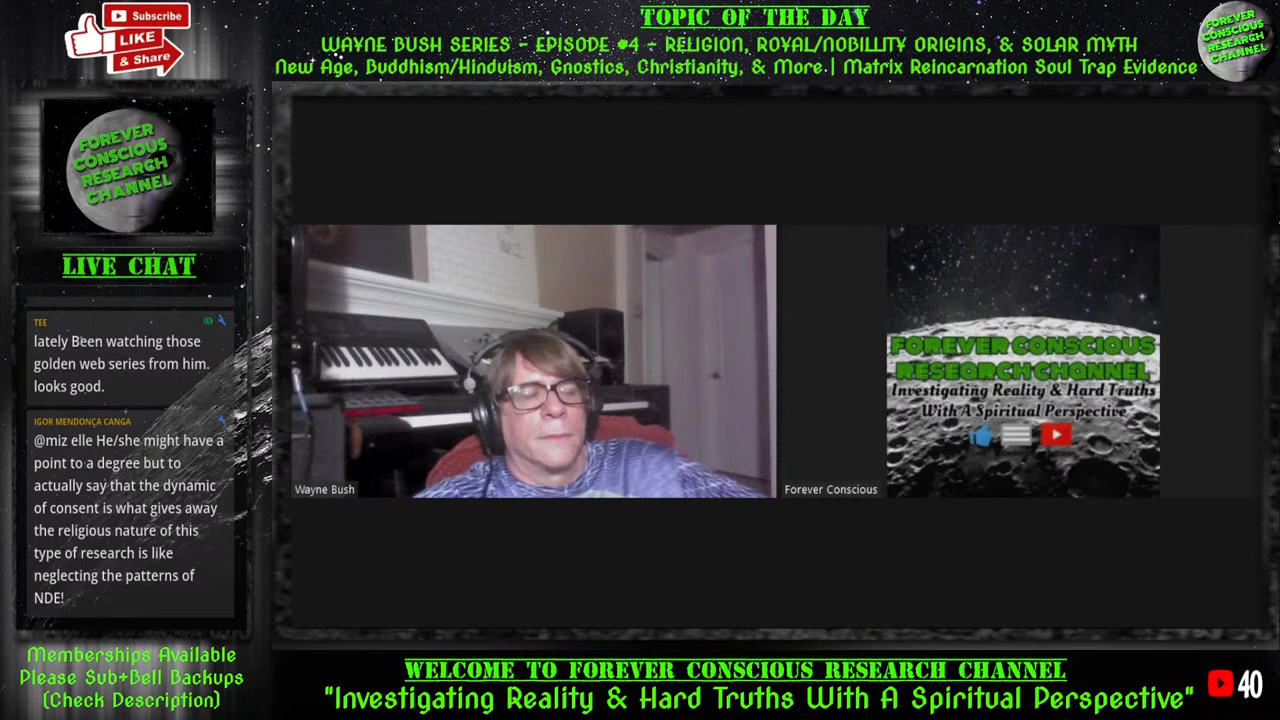 Subscribe
LIKE
& Share
TOPIC OF THE DAY
WAYNE BUSH SERIES - EPISODE #4 - RELIGION, ROYAL/NOBILLITY ORIGINS, & SOLAR MYTH
New Age, Buddhism/Hinduism, Gnostics, Christianity, & More | Matrix Reincarnation Soul Trap Evidence
FOREVER
CONSCIOUS
RESEARCH
CHANNEL
FOREVER
CONSCIOUS
RESEARCH
CHANNEL
LIVE CHAT
TEE
lately Been watching those
golden web series from him.
looks good.
IGOR MENDONÇA CANGA
@miz elle He/she might have a
point to a degree but to
actually say that the dynamic
of consent is what gives away
the religious nature of this
type of research is like
neglecting the patterns of
NDE!
Memberships Available
Please Sub+Bell Backups
(Check Description)
Wayne Bush
FOREVER CONSCIOUS
RESEARCH CHANNEL
Investigating Reality & Hard Truths
With A Spiritual Perspective
Forever Conscious
WELCOME TO FOREVER CONSCIOUS RESEARCH CHANNEL
"Investigating Reality & Hard Truths With A Spiritual Perspective"
40